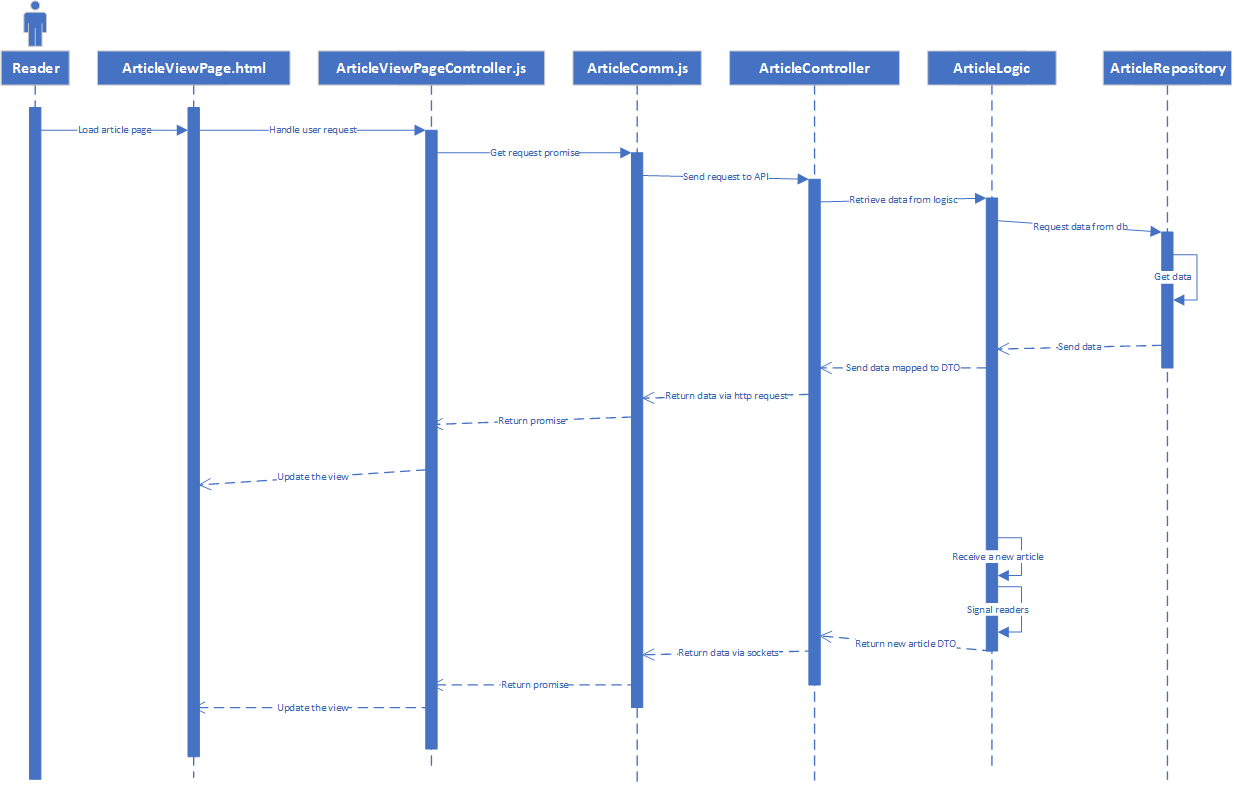 Reader
ArticleViewPage.html
ArticleViewPageController.js
ArticleComm.js
ArticleController
ArticleLogic
ArticleRepository
Load article page
Handle user request
Get request promise
Send request to API
Retrieve data from logisc
Request data from db
Get data
Send data
Send data mapped to DTO
Return data via http request
Return promise
Update the view
Receive a new article
Signal readers
Return new article DTO
Return data via sockets
Return promise
Update the view